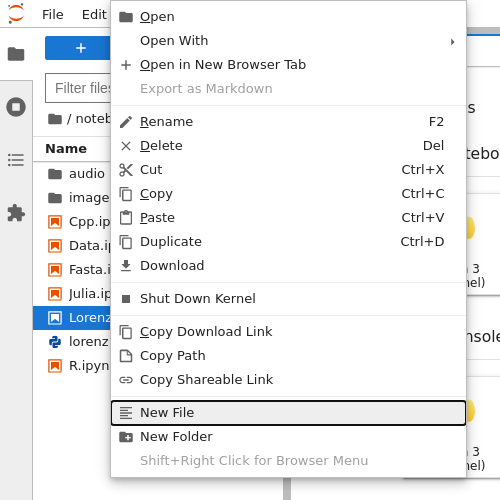 File Edit
Filter files
/ noteb
Name
audio
image
Cpp.ip
Data.ip
Fasta.i
Julia.ip
Lorenz
lorenz
R.ipyn
Open
Open With
Open in New Browser Tab
Export as Markdown
Rename F2
Delete Del
Cut Ctrl+X
Copy Ctrl+C
Paste Ctrl+V
Duplicate Ctrl+D
Download
Shut Down Kernel
Copy Download Link
Copy Path
Copy Shareable Link
New File
New Folder
Shift+Right Click for Browser Menu
s
tebo
3
nel)
nsole
3
nel)